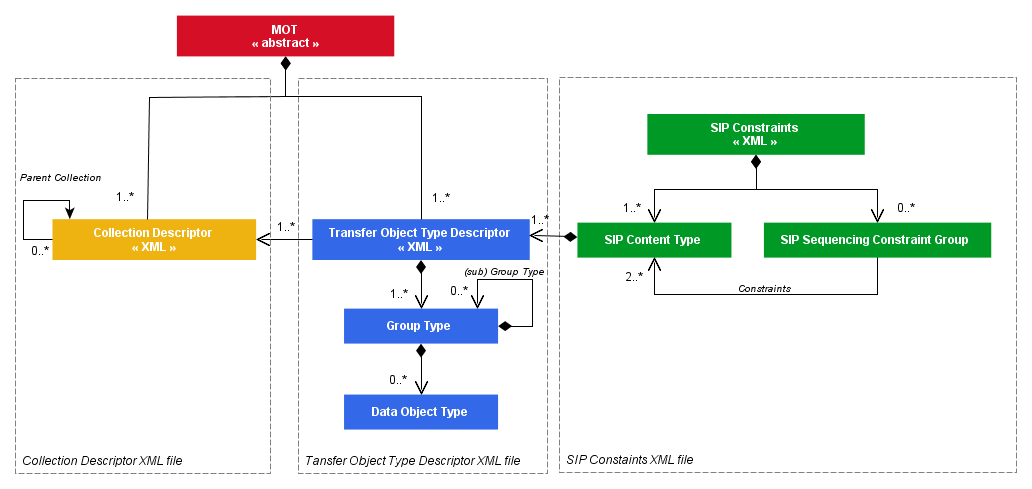 MOT
« abstract »
SIP Constraints
« XML »
Parent Collection
1..*
1..*
1..*
0..*
Collection Descriptor
« XML »
0..*
1..*
Transfer Object Type Descriptor
« XML »
1..*
SIP Content Type
SIP Sequencing Constraint Group
(sub) Group Type
1..*
0..*
2..*
Constraints
Group Type
0..*
Data Object Type
Collection Descriptor XML file
Tansfer Object Type Descriptor XML file
SIP Constaints XML file